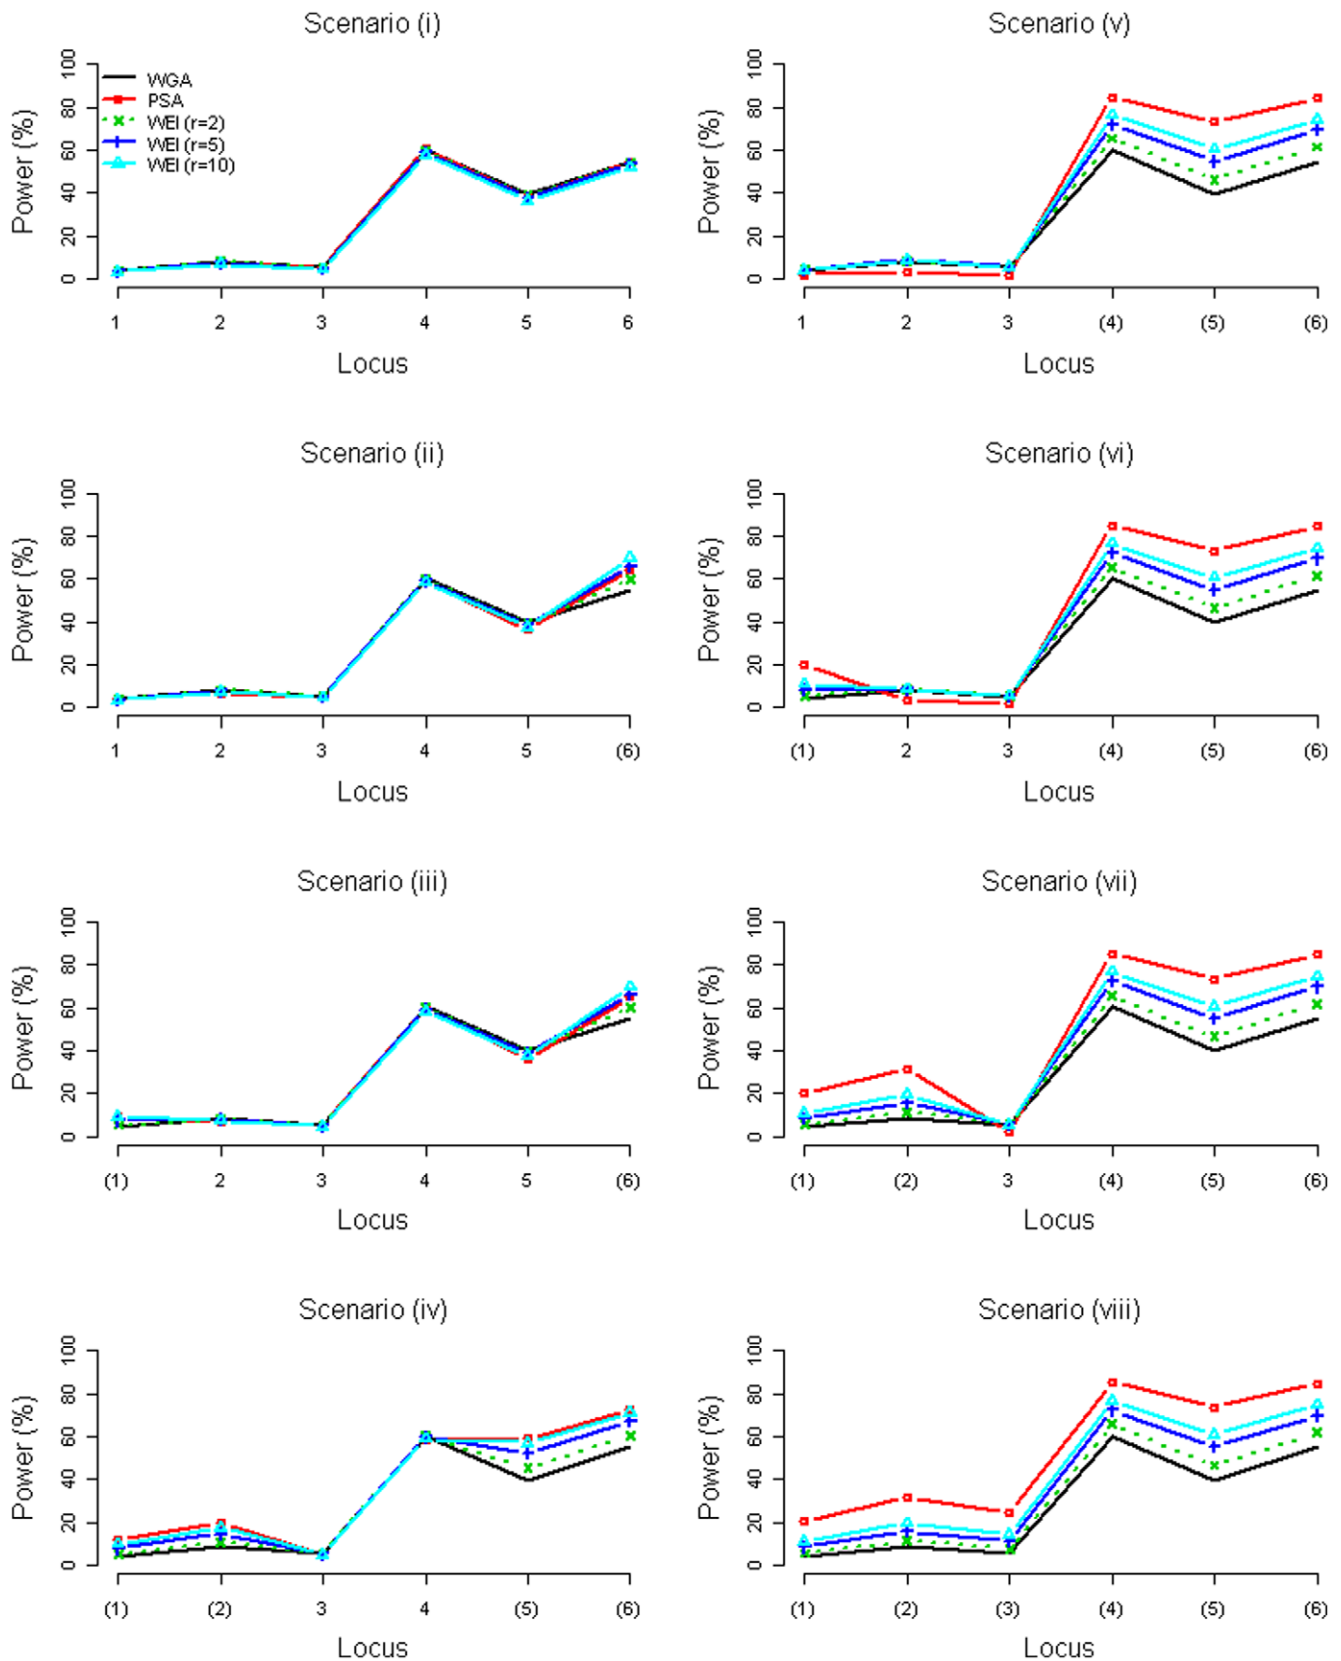 Scenario (i)
Power (%)
100
80
60
40
20
0
WGA
PSA
WEI (r=2)
WEI (r=5)
WEI (r=10)
1 2 3 4 5 6
Locus
Scenario (v)
Power (%)
100
80
60
40
20
0
1 2 3 (4) (5) (6)
Locus
Scenario (ii)
Power (%)
100
80
60
40
20
0
1 2 3 4 5 (6)
Locus
Scenario (vi)
Power (%)
100
80
60
40
20
0
(1) 2 3 (4) (5) (6)
Locus
Scenario (iii)
Power (%)
100
80
60
40
20
0
(1) 2 3 4 5 (6)
Locus
Scenario (vii)
Power (%)
100
80
60
40
20
0
(1) (2) 3 (4) (5) (6)
Locus
Scenario (iv)
Power (%)
100
80
60
40
20
0
(1) (2) 3 4 (5) (6)
Locus
Scenario (viii)
Power (%)
100
80
60
40
20
0
(1) (2) (3) (4) (5) (6)
Locus